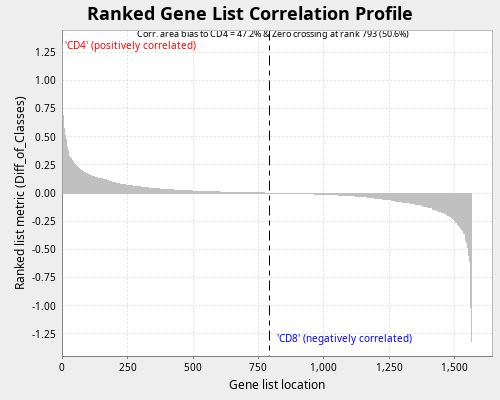 Ranked Gene List Correlation Profile
Corr. area bias to CD4 = 47.2% & Zero crossing at rank 793 (50.6%)
'CD4' (positively correlated)
1.25
1.00
0.75
0.50
0.25
0.00
-0.25
-0.50
-0.75
-1.00
-1.25
Ranked list metric (Diff_of_Classes)
'CD8' (negatively correlated)
0 250 500 750 1,000 1,250 1,500
Gene list location